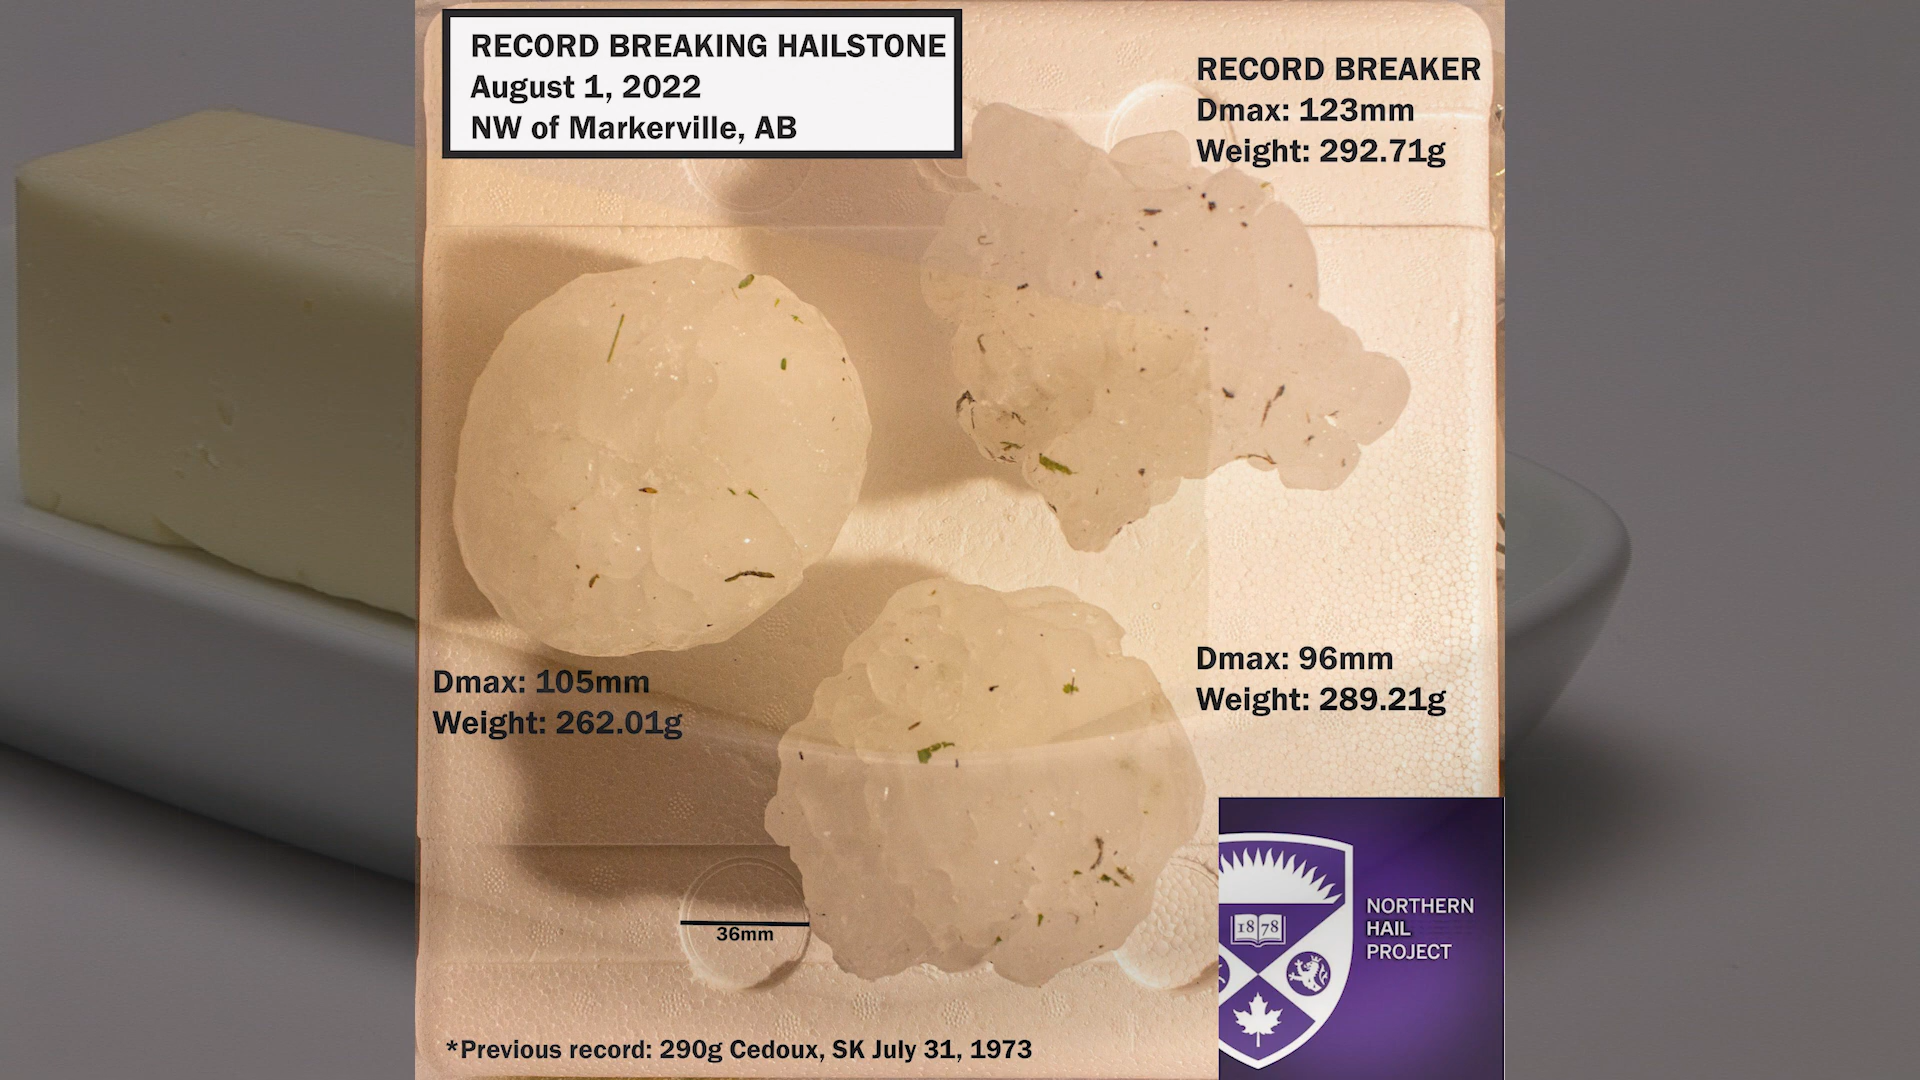 RECORD BREAKING HAILSTONE
August 1, 2022
NW of Markerville, AB
RECORD BREAKER
Dmax: 123mm
Weight: 292.71g
Dmax: 105mm
Weight: 262.01g
Dmax: 96mm
Weight: 289.21g
36mm
1878
NORTHERN
HAIL
PROJECT
*Previous record: 290g Cedoux, SK July 31, 1973